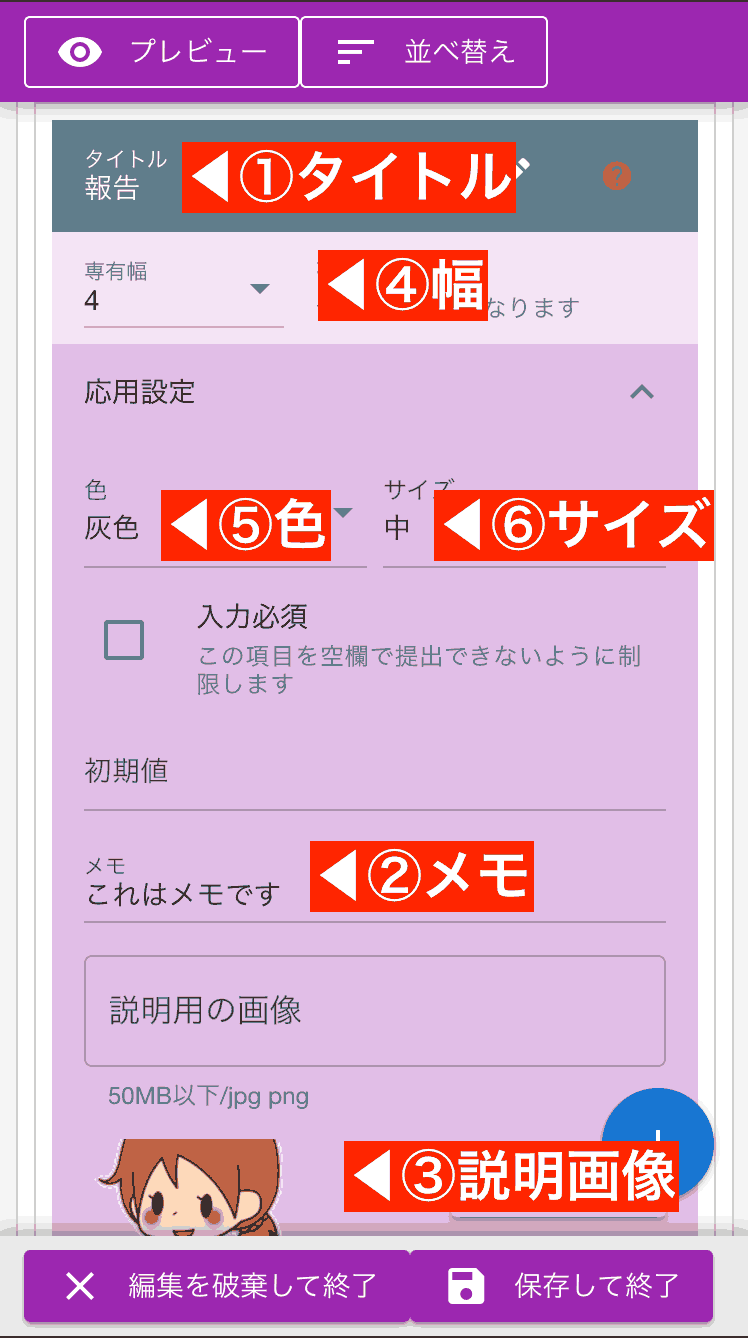 プレビュー
並べ替え
タイトル
報告
◀①タイトル
?
専有幅
4
◀④幅
なります
応用設定
色
灰色
◀⑤色
サイズ
中
◀⑥サイズ
入力必須
この項目を空欄で提出できないように制
限します
初期値
メモ
これはメモです
◀②メモ
説明用の画像
50MB以下/jpg png
◀③説明画像
編集を破棄して終了
保存して終了